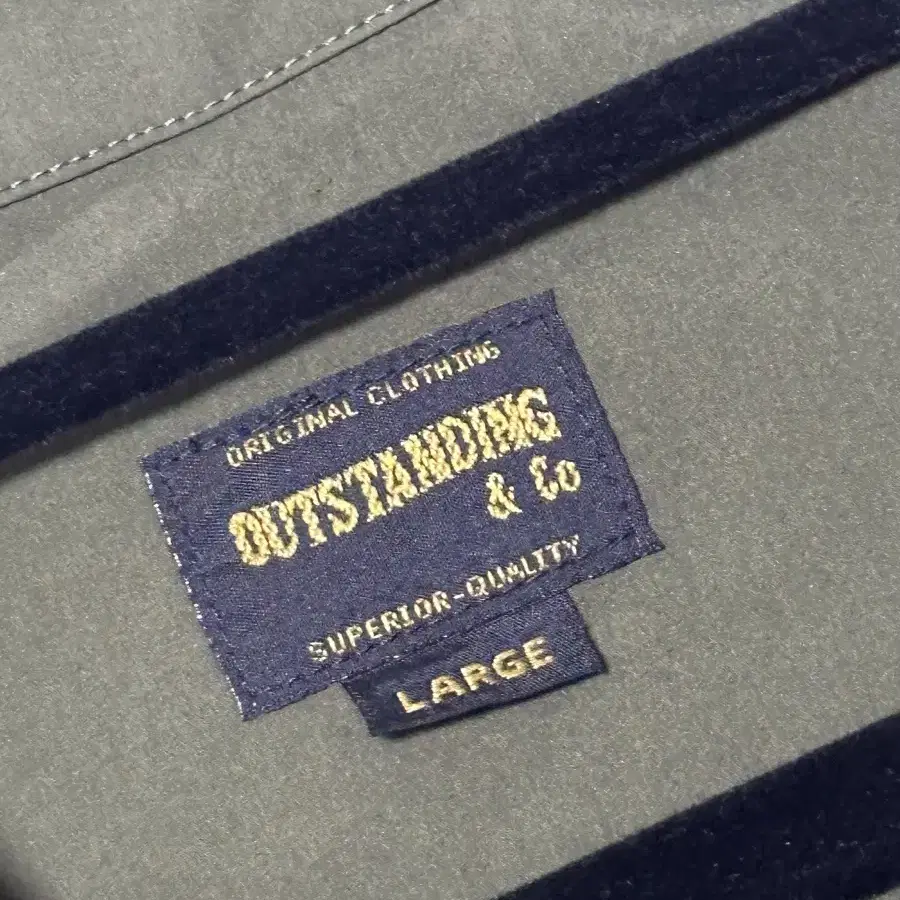 ORIGINAL CLOTHING
OUTSTANDING
& Co
SUPERIOR-QUALITY
LARGE